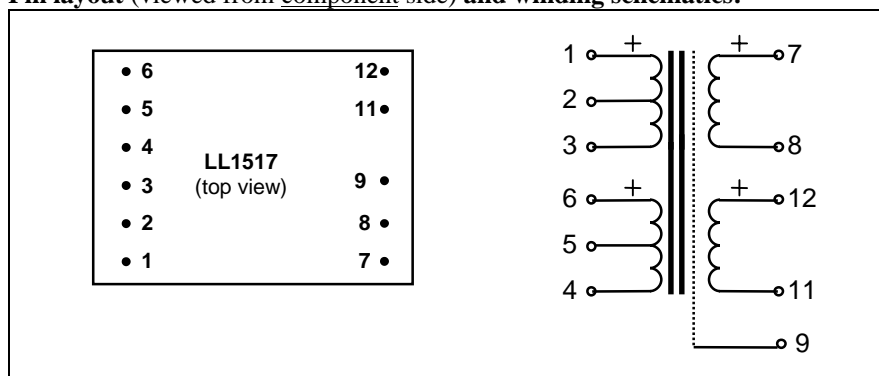 Pin layout (viewed from component side) and winding schematics:
6 12
5 11
4
LL1517
3 (top view) 9
2 8
1 7
1 + + 7
2
3 8
6 + + 12
5
4 11
9